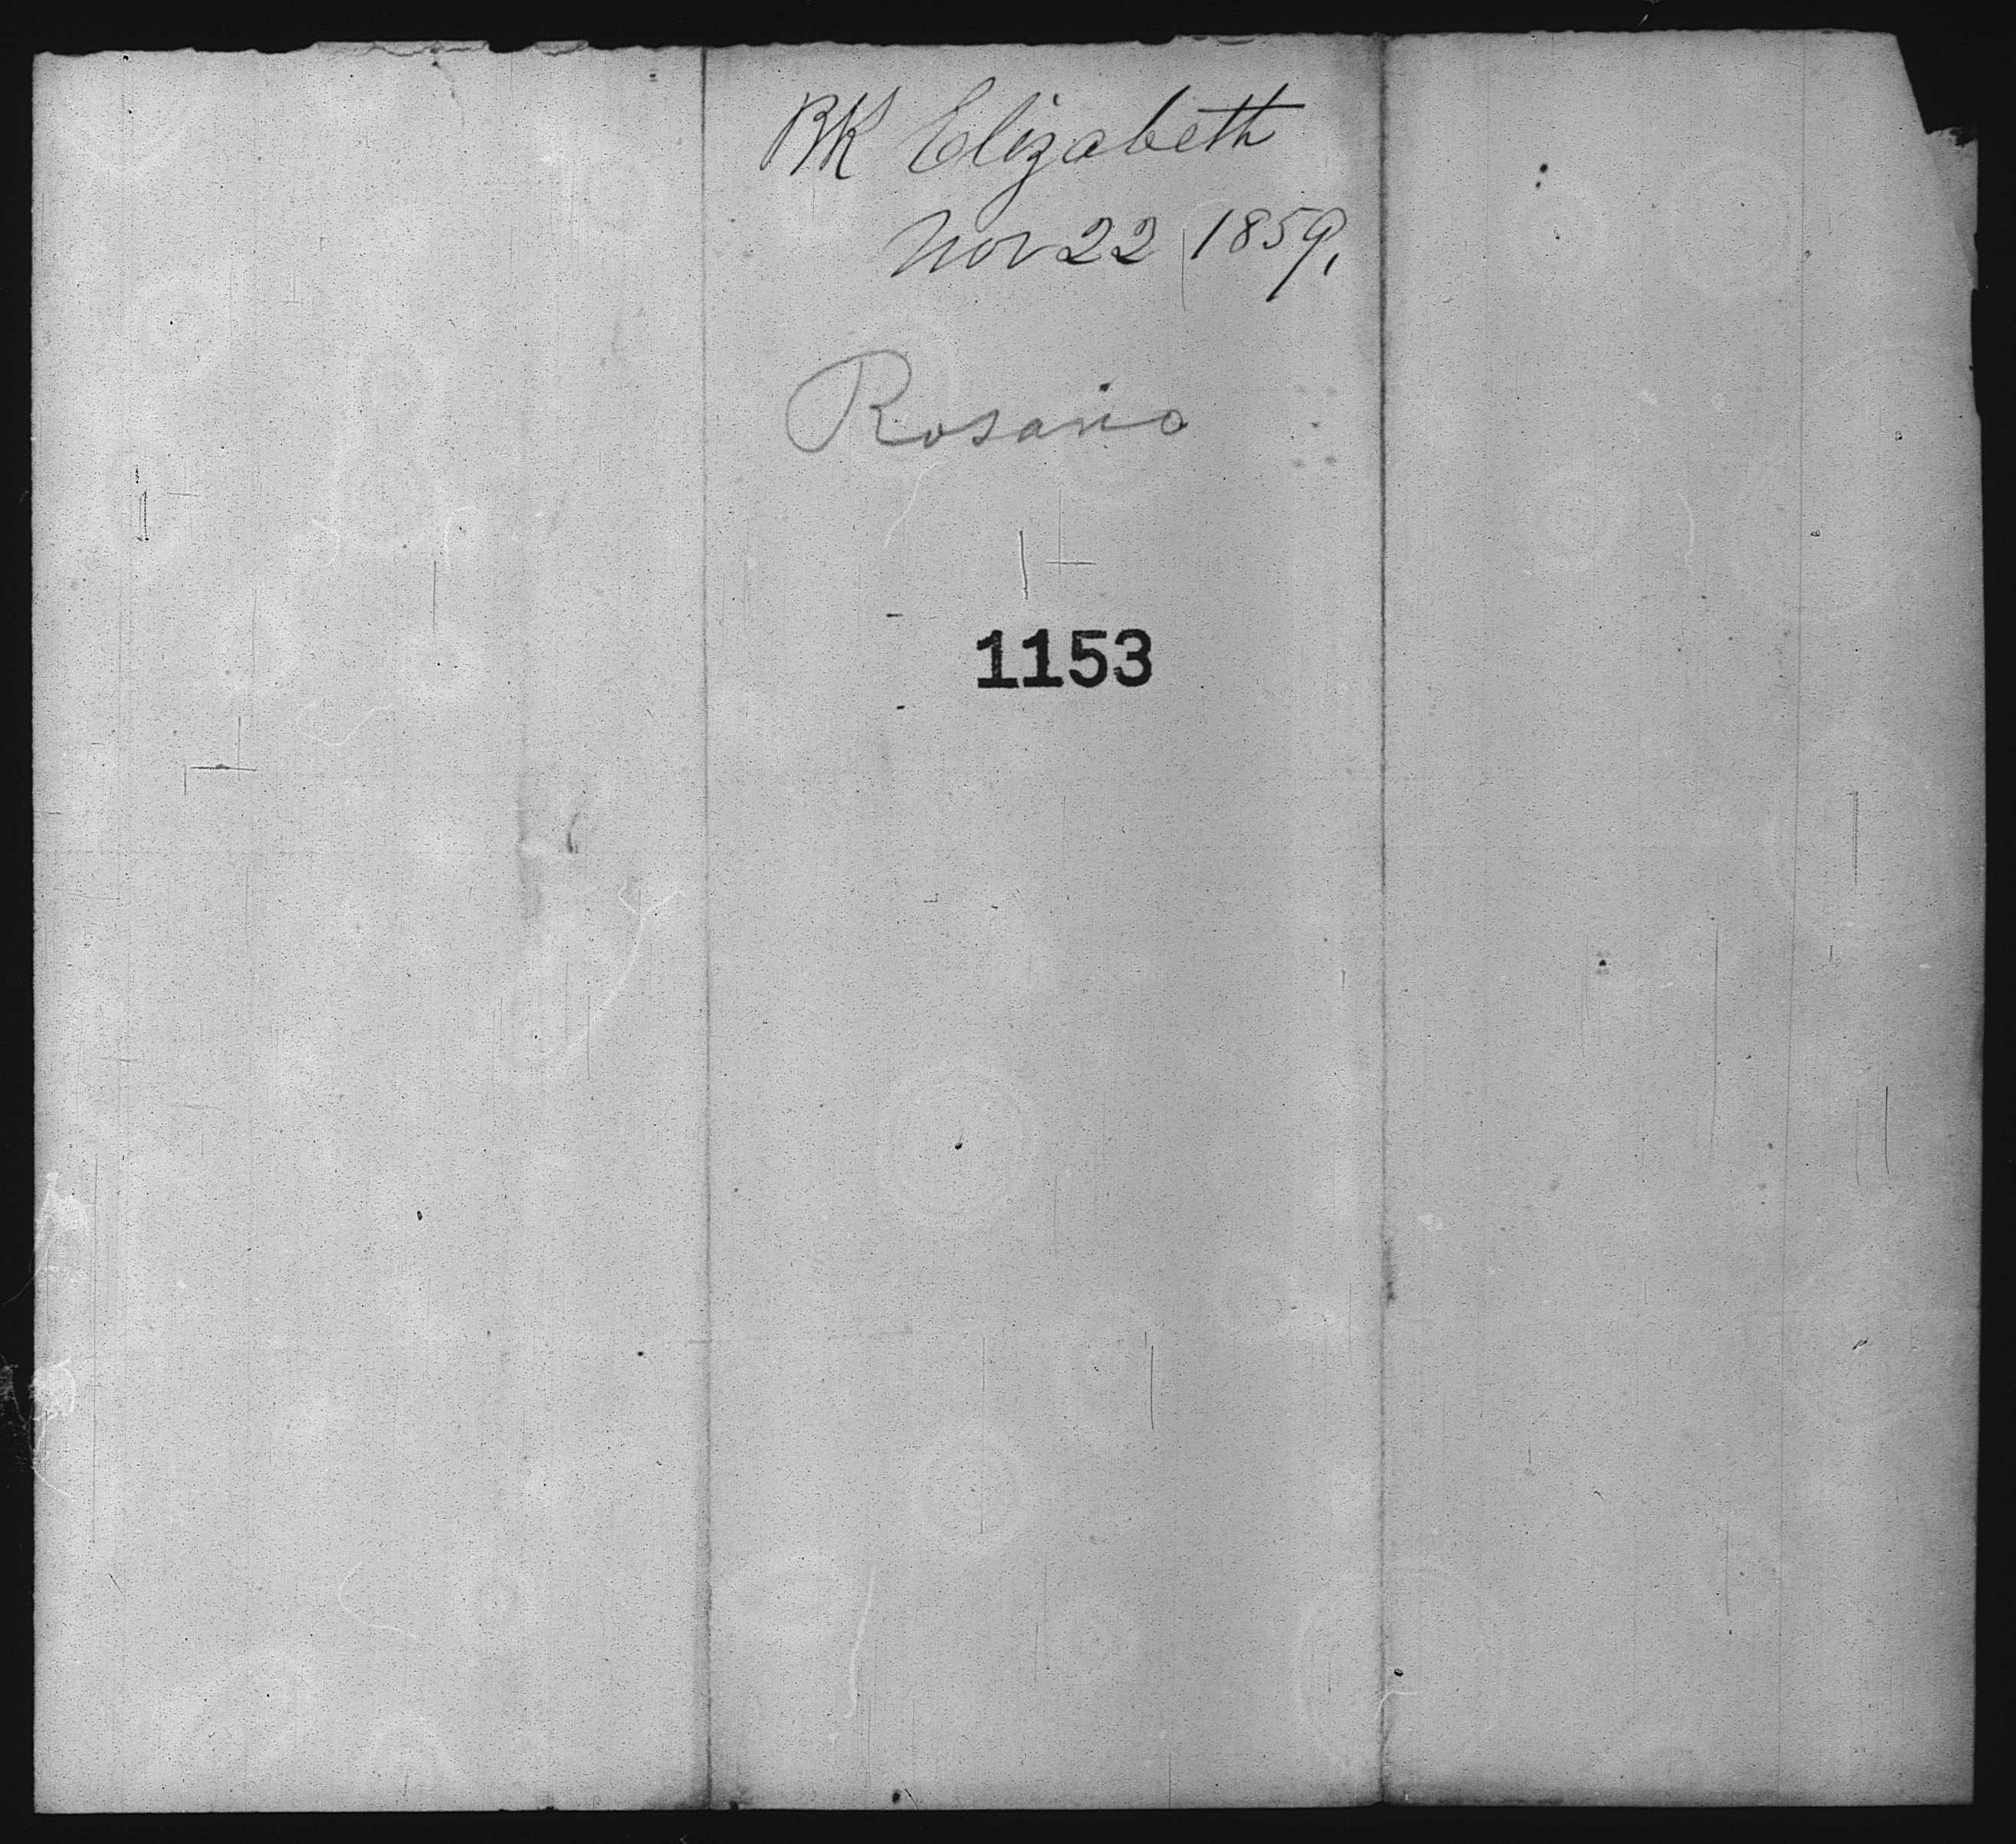 BK Elizabeth
Nov 22 1859,
Rosario
1153